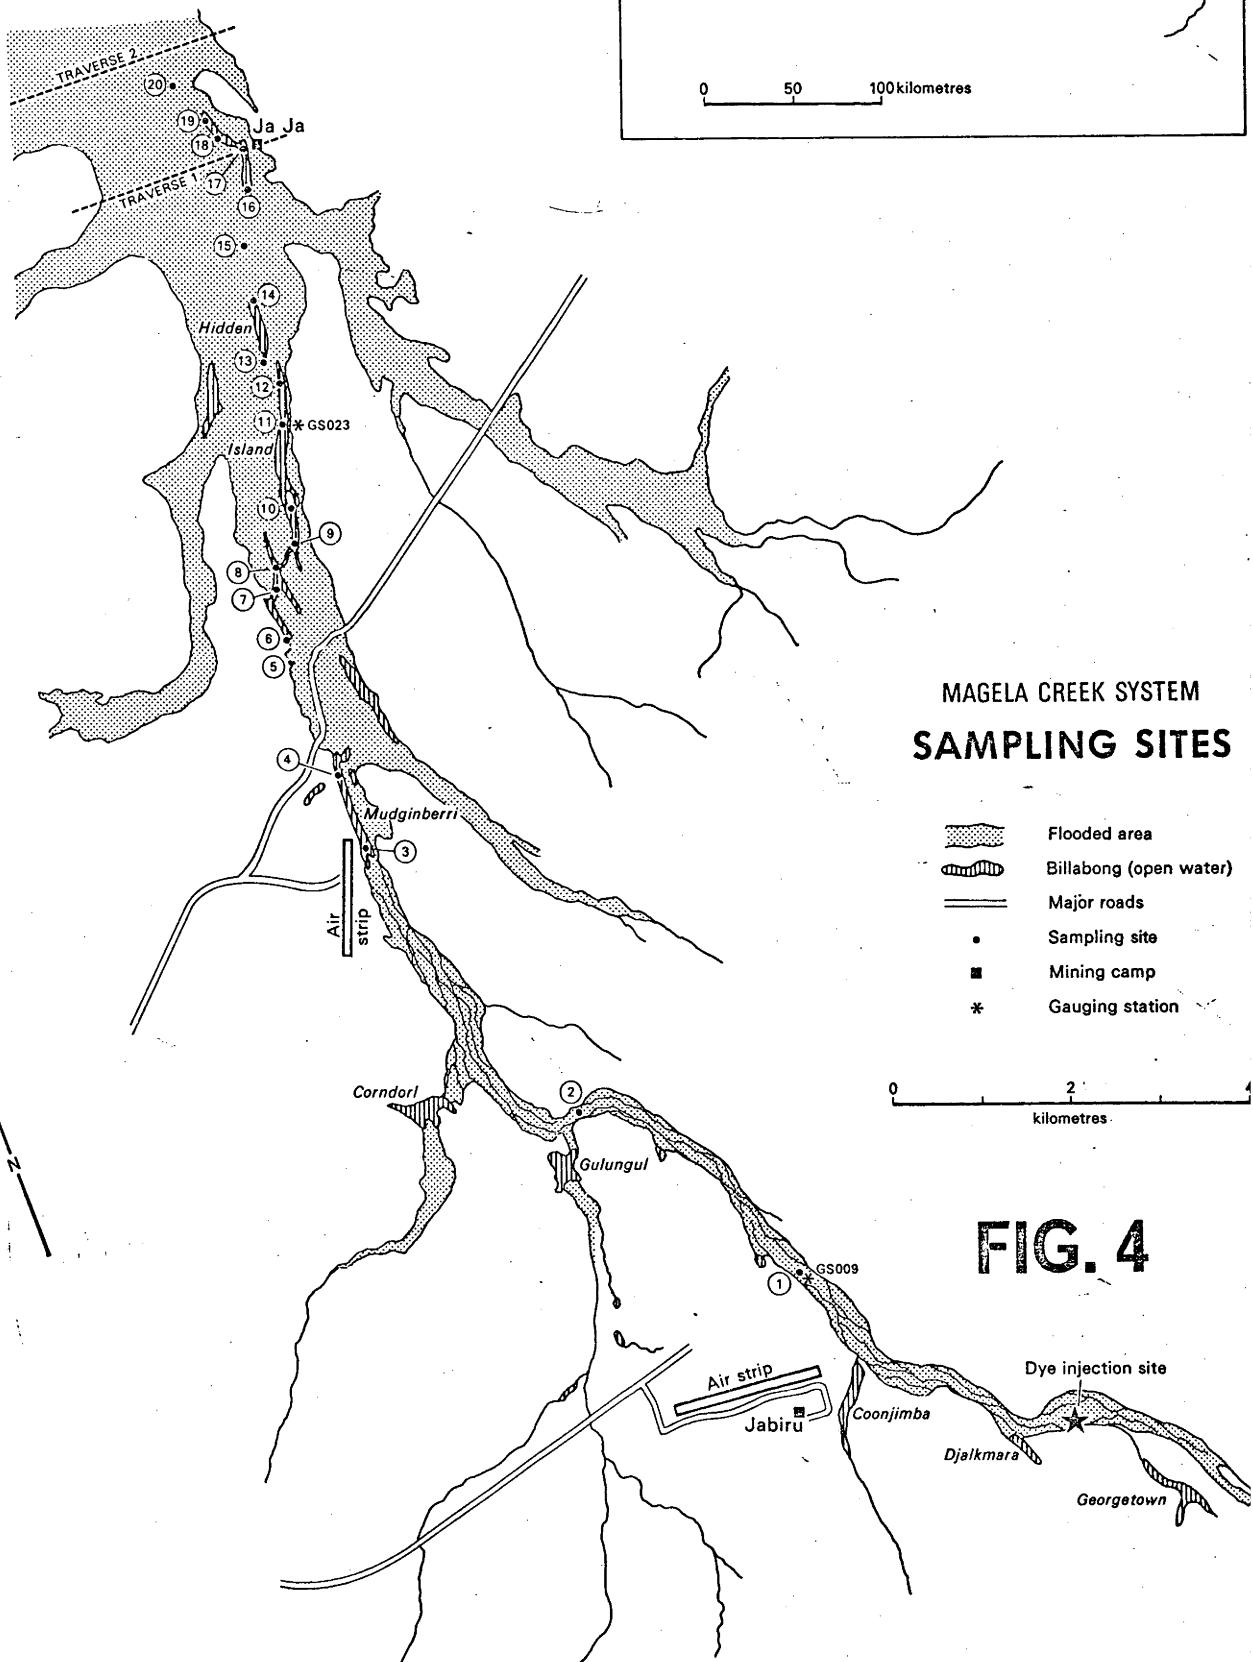 0 50 100 kilometres
TRAVERSE 2
20
19
Ja Ja
18
17
TRAVERSE 1
16
15
14
Hidden
13
12
11
GS023
Island
10
9
8
7
6
5
MAGELA CREEK SYSTEM
SAMPLING SITES
4
Mudginberri
3
Air
strip
Flooded area
Billabong (open water)
Major roads
Sampling site
Mining camp
Gauging station
Corndorl
2
0 2 4
kilometres
N
Gulungul
FIG. 4
GS009
1
Dye injection site
Air strip
Jabiru
Coonjimba
Djalkmara
Georgetown